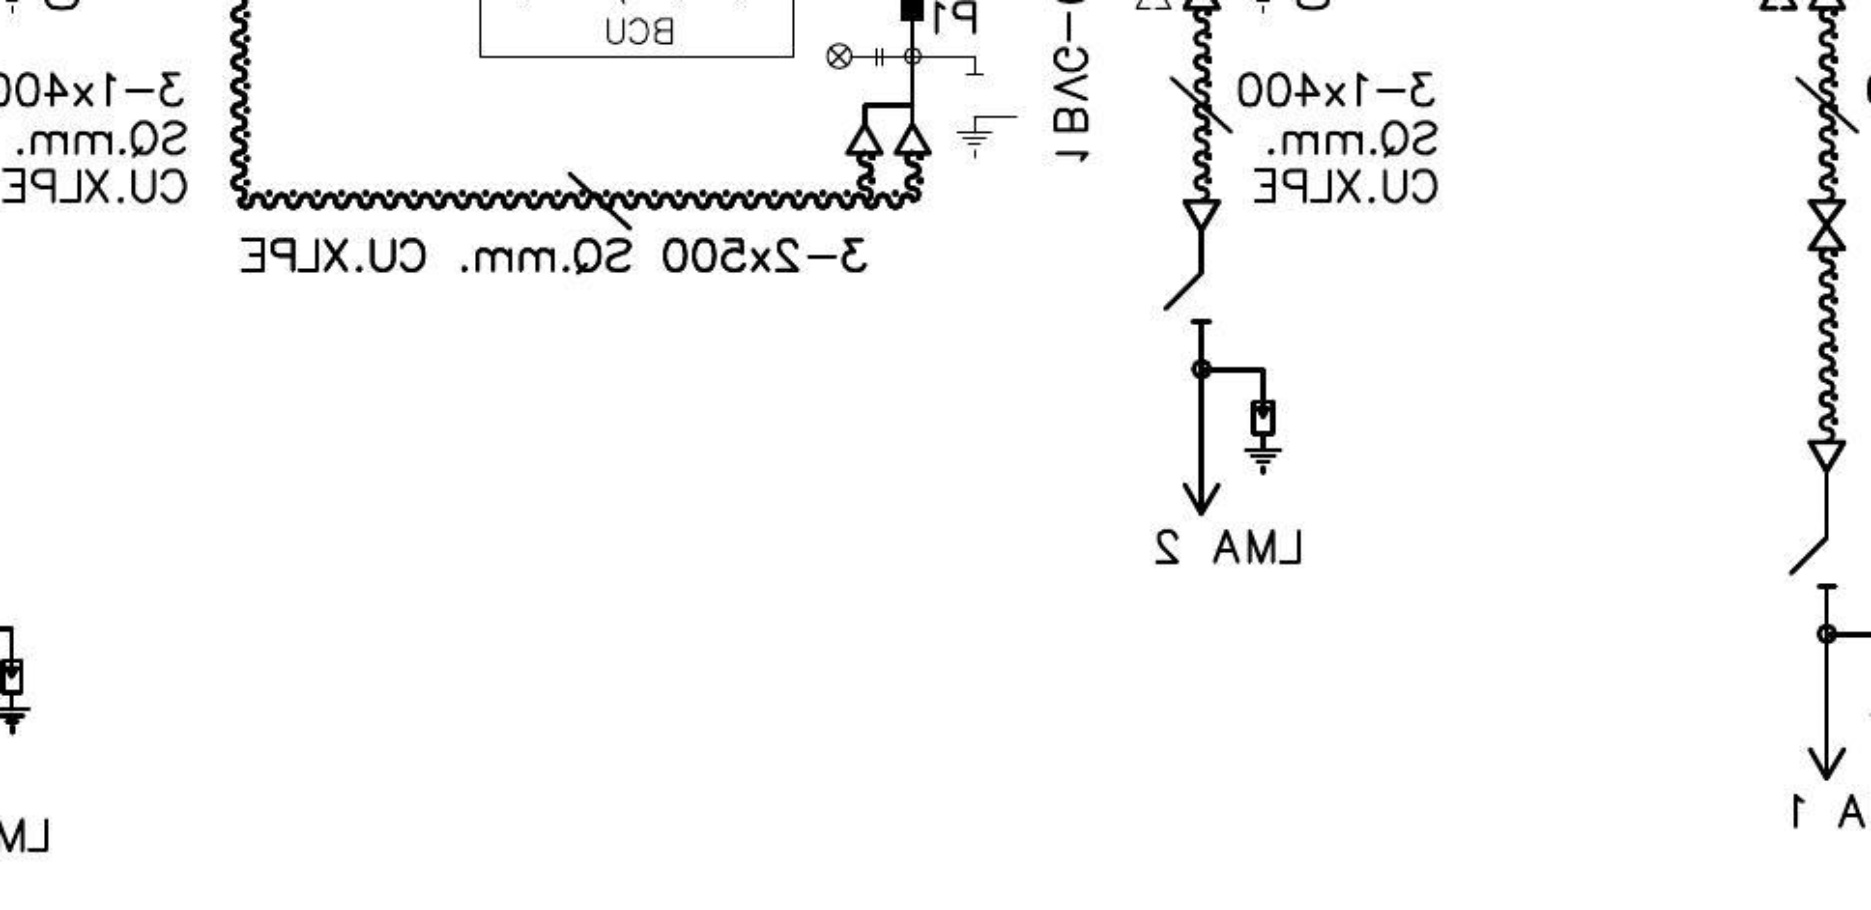 P1
BCU
3-1x400
SQ.mm.
CU.XLPE
1BVG-
3-1x400
SQ.mm.
CU.XLPE
3-2x500 SQ.mm. CU.XLPE
LMA 2
A 1
LM